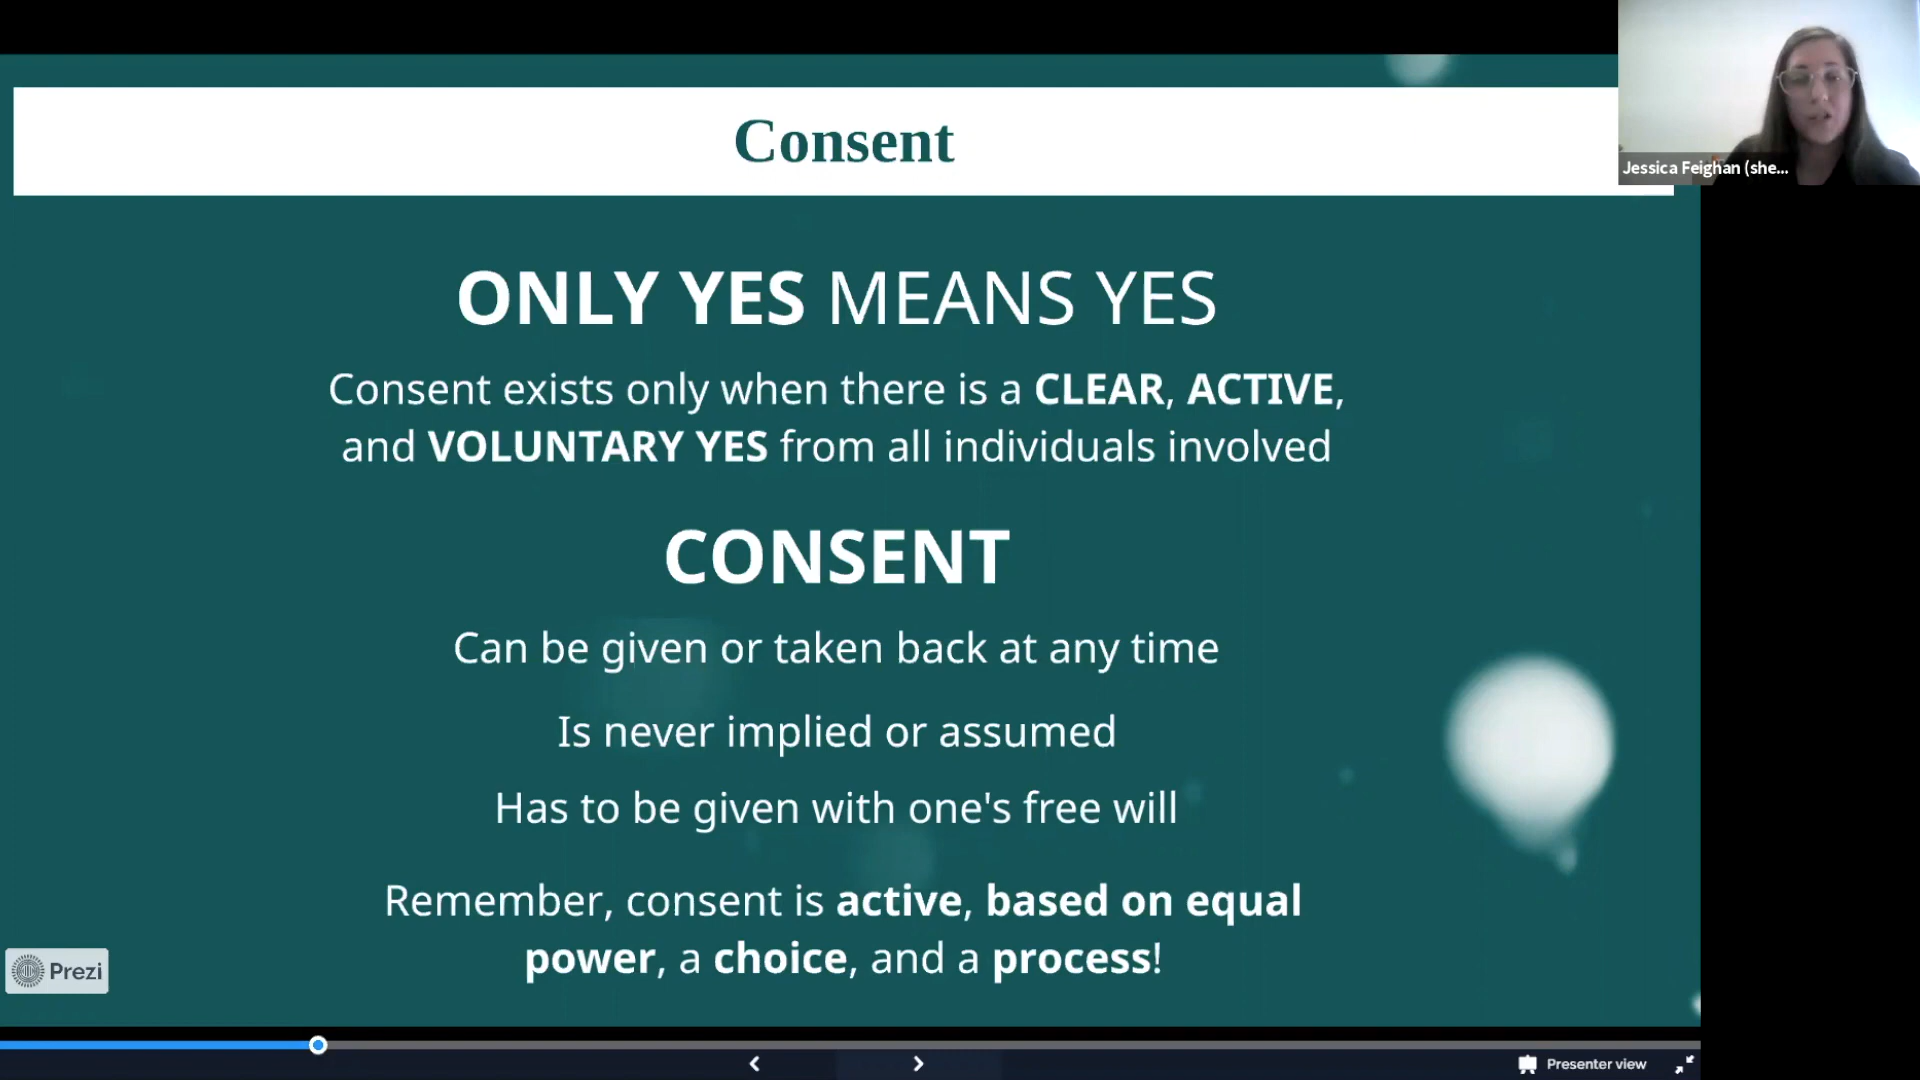 Consent
Jessica Feighan (she...
ONLY YES MEANS YES
Consent exists only when there is a CLEAR, ACTIVE,
and VOLUNTARY YES from all individuals involved
CONSENT
Can be given or taken back at any time
Is never implied or assumed
Has to be given with one's free will
Remember, consent is active, based on equal
power, a choice, and a process!
Prezi
Presenter view